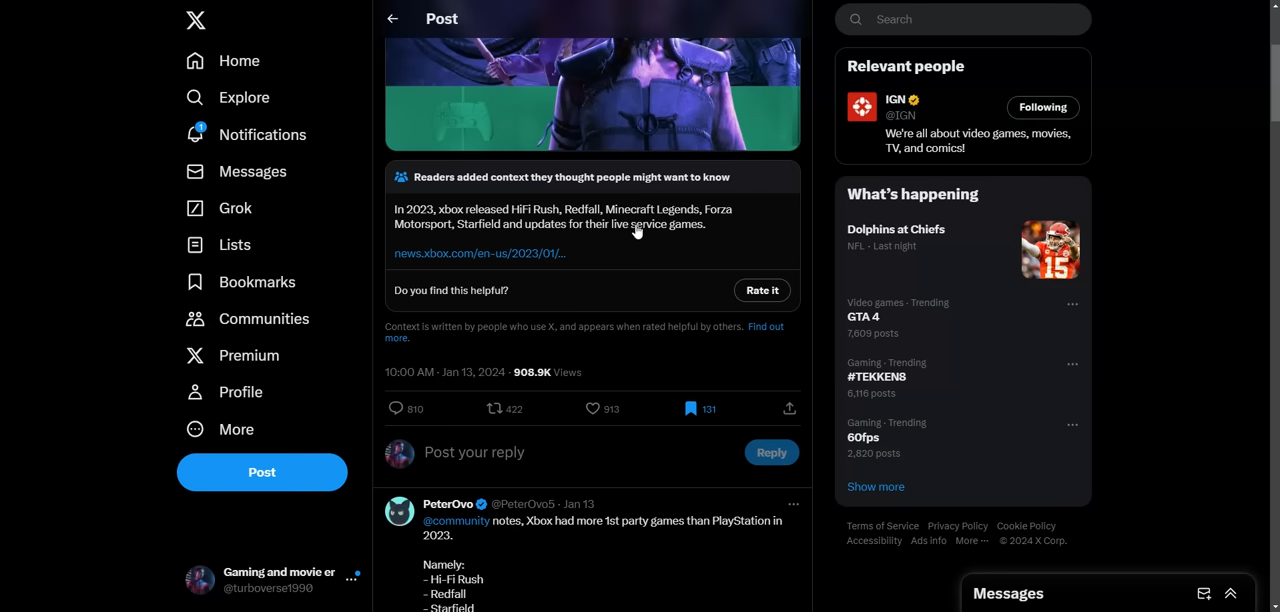 Home
Explore
1
Notifications
Messages
Grok
Lists
Bookmarks
Communities
Premium
Profile
More
Post
Gaming and movie er
@turboverse1990
Post
Readers added context they thought people might want to know
In 2023, xbox released HiFi Rush, Redfall, Minecraft Legends, Forza
Motorsport, Starfield and updates for their live service games.
news.xbox.com/en-us/2023/01/...
Do you find this helpful?
Rate it
Context is written by people who use X, and appears when rated helpful by others. Find out
more.
10:00 AM · Jan 13, 2024 · 908.9K Views
810 422 913 131
Post your reply
Reply
PeterOvo @PeterOvo5 · Jan 13
@community notes, Xbox had more 1st party games than PlayStation in
2023.
Namely:
- Hi-Fi Rush
- Redfall
- Starfield
Search
Relevant people
IGN
@IGN
Following
We're all about video games, movies,
TV, and comics!
What's happening
Dolphins at Chiefs
NFL · Last night
15
Video games · Trending
GTA 4
7,609 posts
Gaming · Trending
#TEKKEN8
6,116 posts
Gaming · Trending
60fps
2,820 posts
Show more
Terms of Service Privacy Policy Cookie Policy
Accessibility Ads info More ··· © 2024 X Corp.
Messages